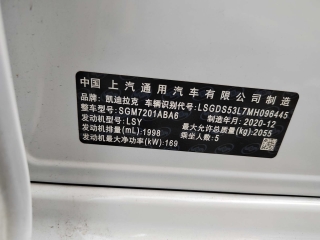 中国 上汽通用汽车有限公司制造
品牌:凯迪拉克 车辆识别代号:LSGDS53L7MH096445
整车型号:SGM7201ABA6 制造年月:2020-12
发动机型号:LSY 最大允许总质量(kg):2055
发动机排量(mL):1998 乘坐人数:5
发动机最大净功率(kW):169